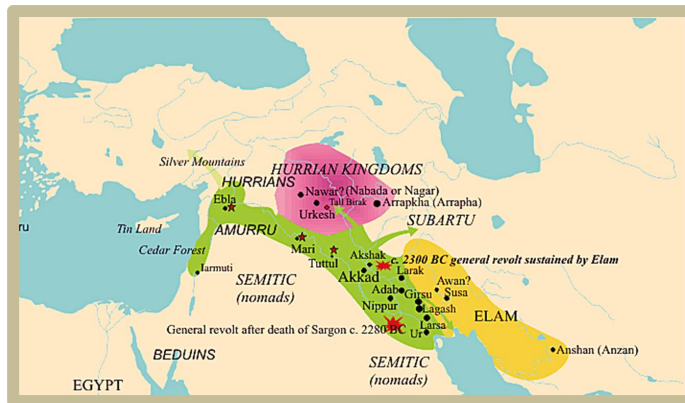 Silver Mountains
HURRIAN KINGDOMS
HURRIANS
Nawar? (Nabada or Nagar)
Ebla
Tall Birak
Arrapkha (Arrapha)
Urkesh
ru
Tin Land
AMURRU
SUBARTU
Cedar Forest
Mari
Tuttul
Akshak
c. 2300 BC general revolt sustained by Elam
Iarmuti
SEMITIC
(nomads)
Akkad
Larak
Awan?
Adab
Girsu
Susa
Nippur
Lagash
ELAM
General revolt after death of Sargon c. 2280 BC
Larsa
Ur
Anshan (Anzan)
BEDUINS
SEMITIC
(nomads)
EGYPT